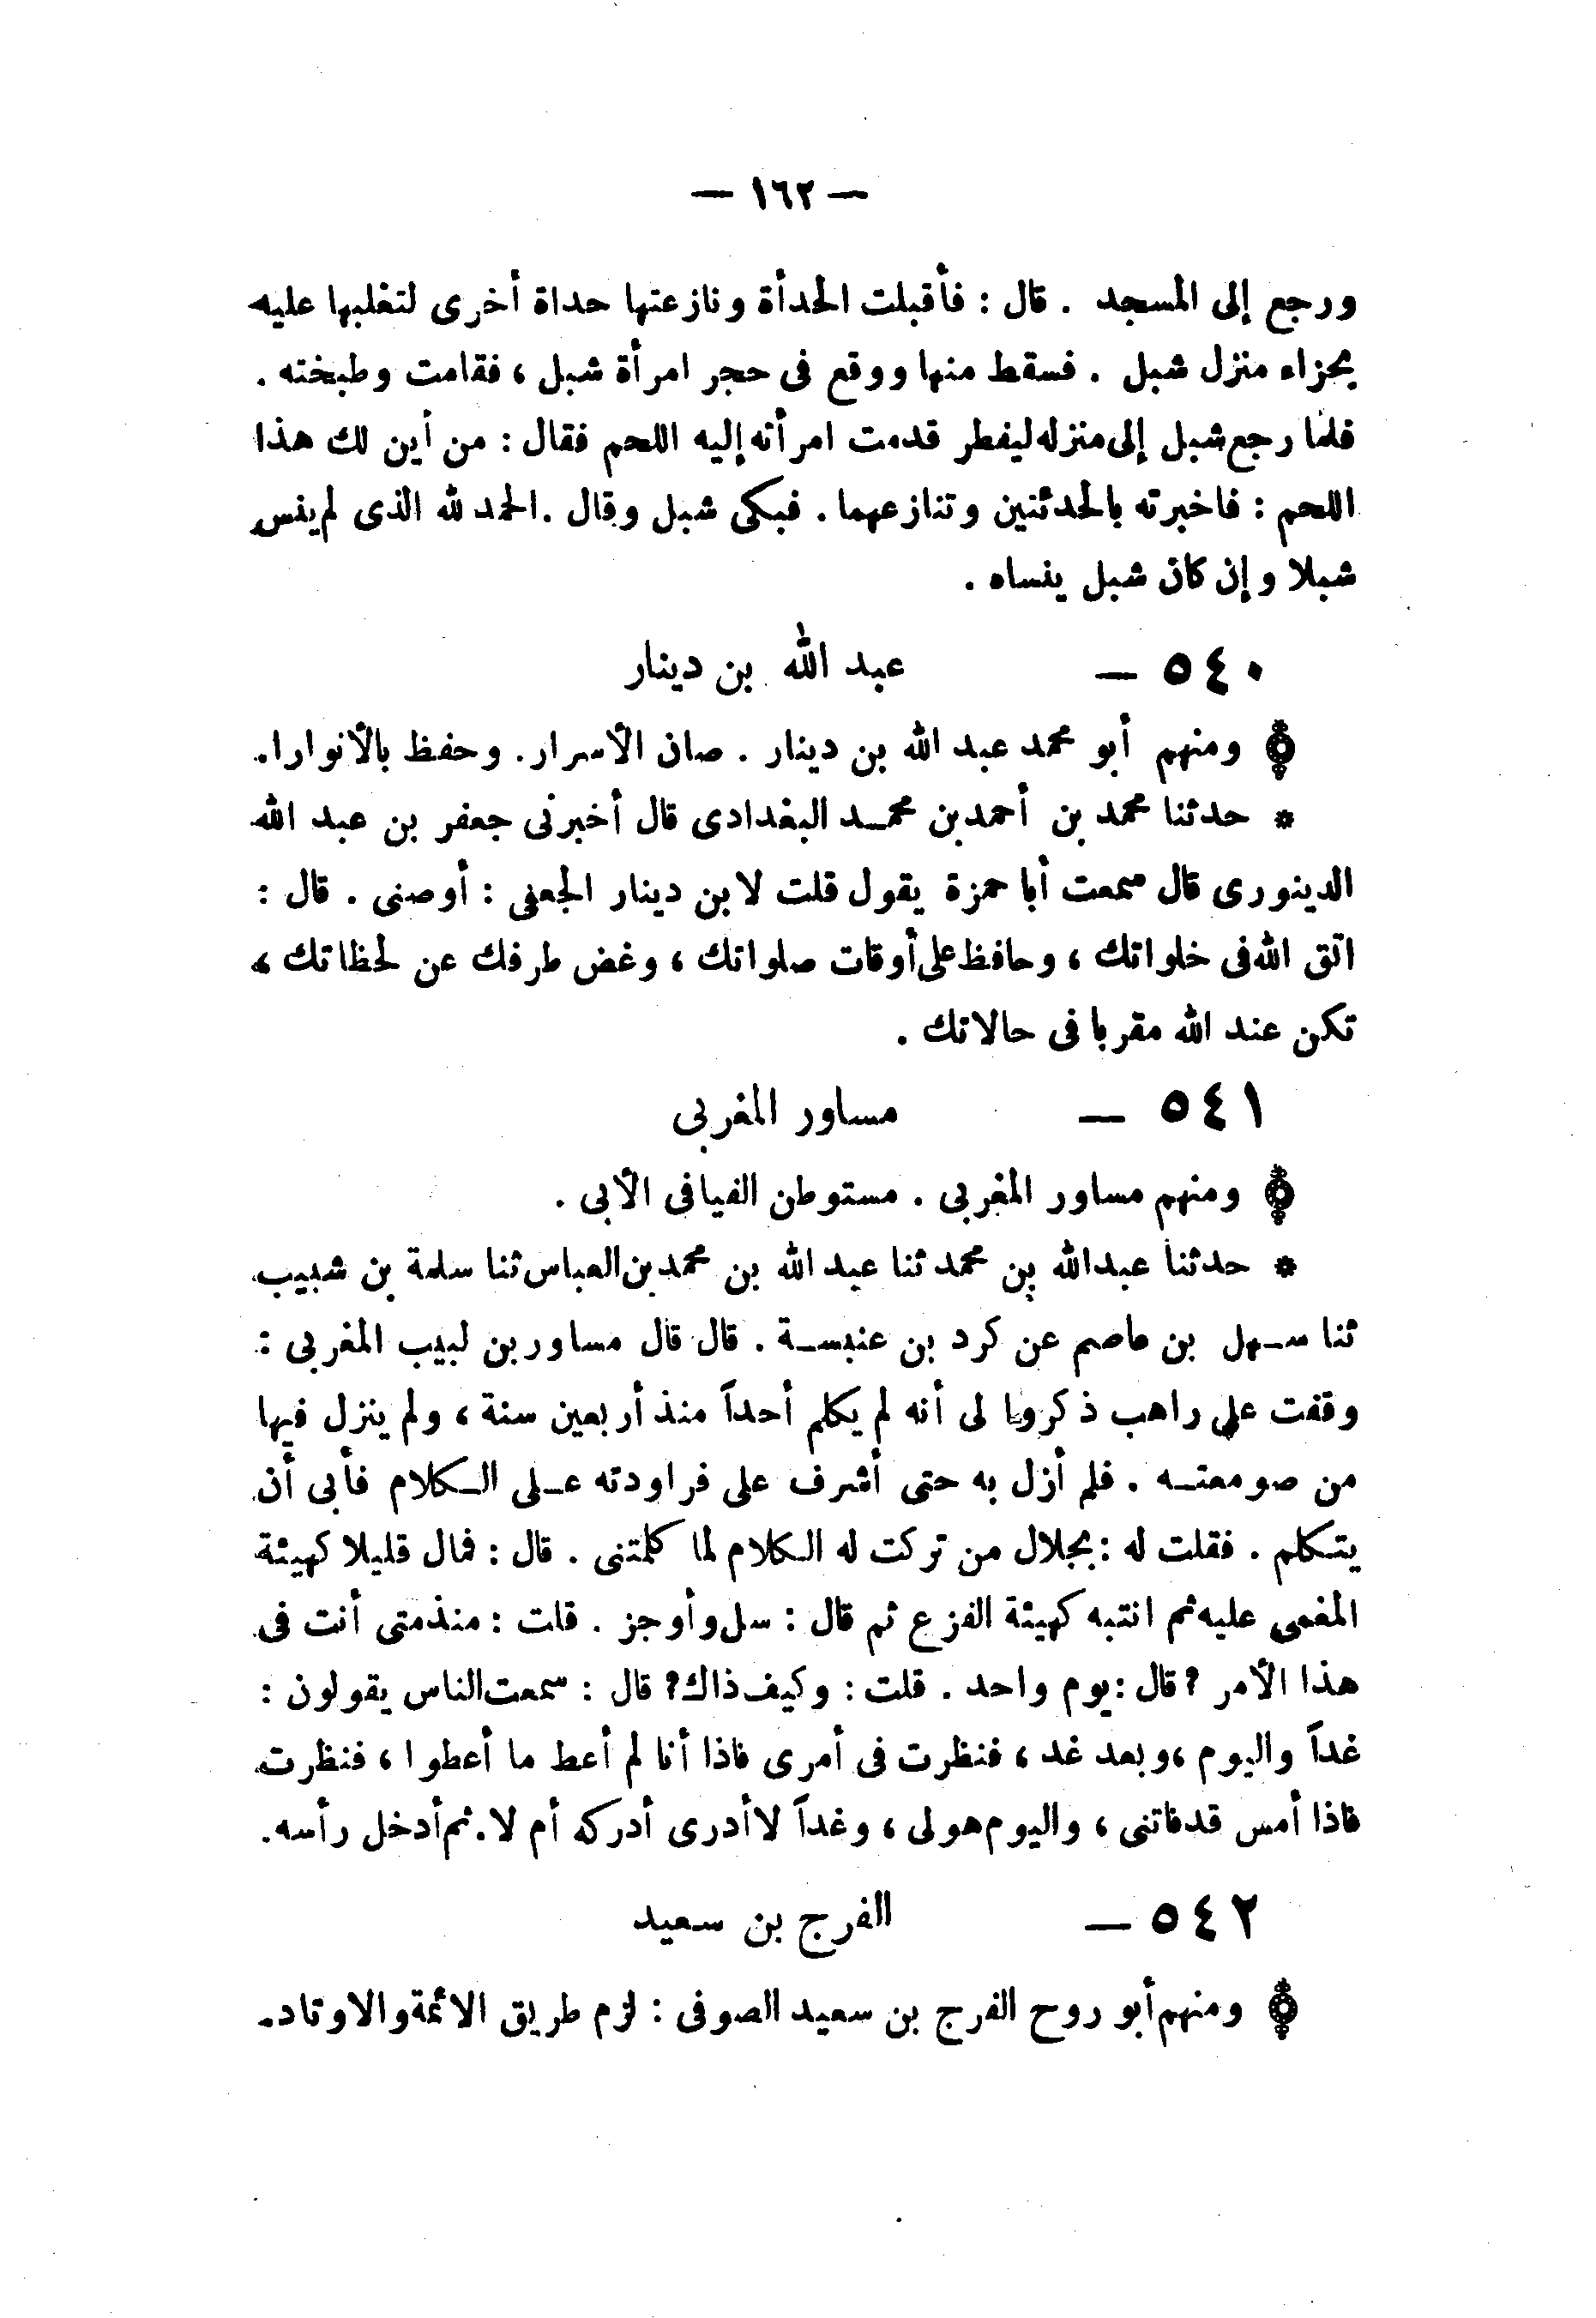 — ١٦٢ —
ورجع إلى المسجد . قال : فأقبلت الحدأة ونازعتها حداة أخرى لتغلبها عليه
بحزاء منزل شبل . فسقط منها ووقع فى حجر امرأة شبل ، فقامت وطبخته .
فلما رجع شبل إلى منزله ليفطر قدمت امرأته إليه اللحم فقال : من أين لك هذا
اللحم : فاخبرته بالحدثنين وتنازعهما . فبكى شبل وقال . الحمد لله الذى لم ينس
شبلا وإن كان شبل ينساه .
٥٤٠ — عبد الله بن دينار
ومنهم أبو محمد عبد الله بن دينار . صان الأسرار . وحفظ بالأنوارا .
* حدثنا محمد بن أحمد بن محمد البغدادى قال أخبرنى جعفر بن عبد الله
الدينورى قال سمعت أبا حمزة يقول قلت لابن دينار الجعفى : أوصنى . قال :
اتق الله فى خلواتك ، وحافظ على أوقات صلواتك ، وغض طرفك عن لحظاتك ،
تكن عند الله مقربا فى حالاتك .
٥٤١ — مساور المغربى
ومنهم مساور المغربى . مستوطن الفيافى الأبى .
* حدثنا عبد الله بن محمد ثنا عبد الله بن محمد بن العباس ثنا سلمة بن شبيب
ثنا سهل بن عاصم عن كرد بن عنبسة . قال قال مساور بن لبيب المغربى :
وقفت على راهب ذكروا لى أنه لم يكلم أحداً منذ أربعين سنة ، ولم ينزل فيها
من صومعته . فلم أزل به حتى أشرف على فراودته على الكلام فأبى أن
يتكلم . فقلت له : بجلال من تركت له الكلام لما كلمتنى . قال : فمال قليلا كهيئة
المغمى عليه ثم انتبه كهيئة الفزع ثم قال : سل وأوجز . قلت : منذ متى أنت فى
هذا الأمر ؟ قال : يوم واحد . قلت : وكيف ذاك ؟ قال : سمعت الناس يقولون :
غداً واليوم ، وبعد غد ، فنظرت فى أمرى فاذا أنا لم أعط ما أعطوا ، فنظرت
فاذا أمس قد فاتنى ، واليوم هو لى ، وغداً لا أدرى أدركه أم لا . ثم أدخل رأسه .
٥٤٢ — الفرج بن سعيد
ومنهم أبو روح الفرج بن سعيد الصوفى : لزم طريق الائمة والاوتاد .